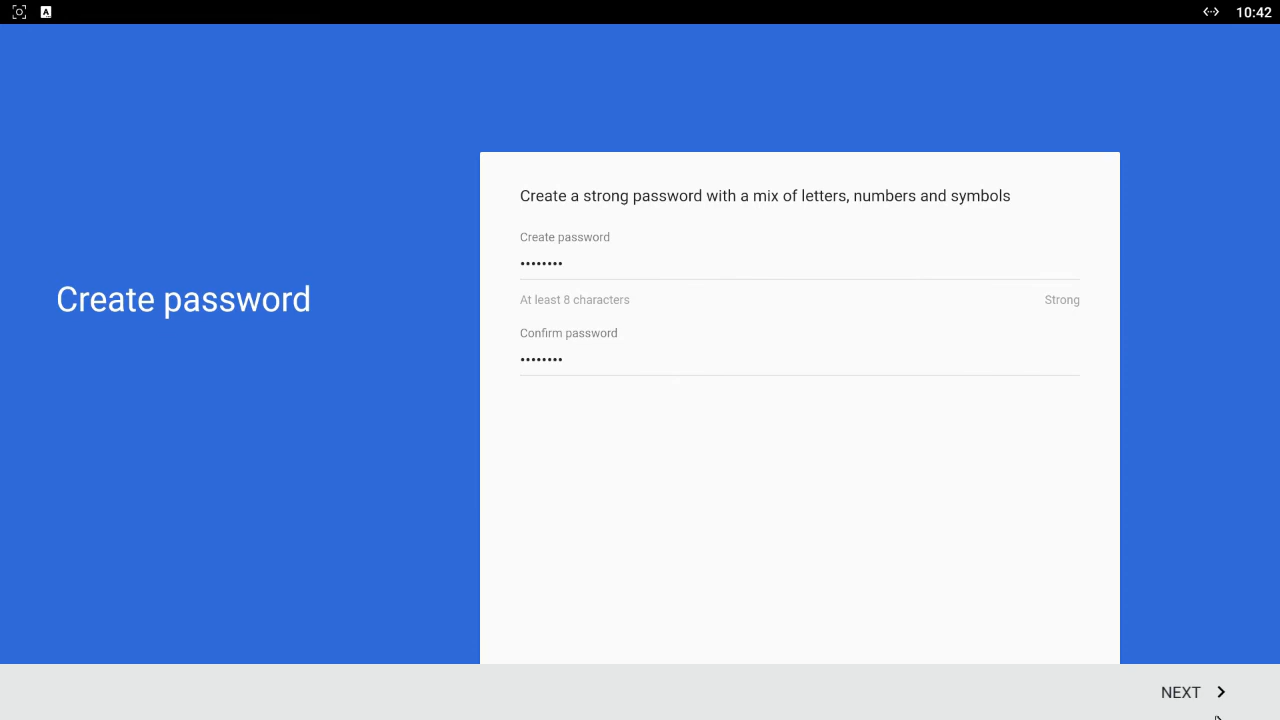 10:42
Create password
Create a strong password with a mix of letters, numbers and symbols
Create password
••••••••
At least 8 characters
Strong
Confirm password
••••••••
NEXT